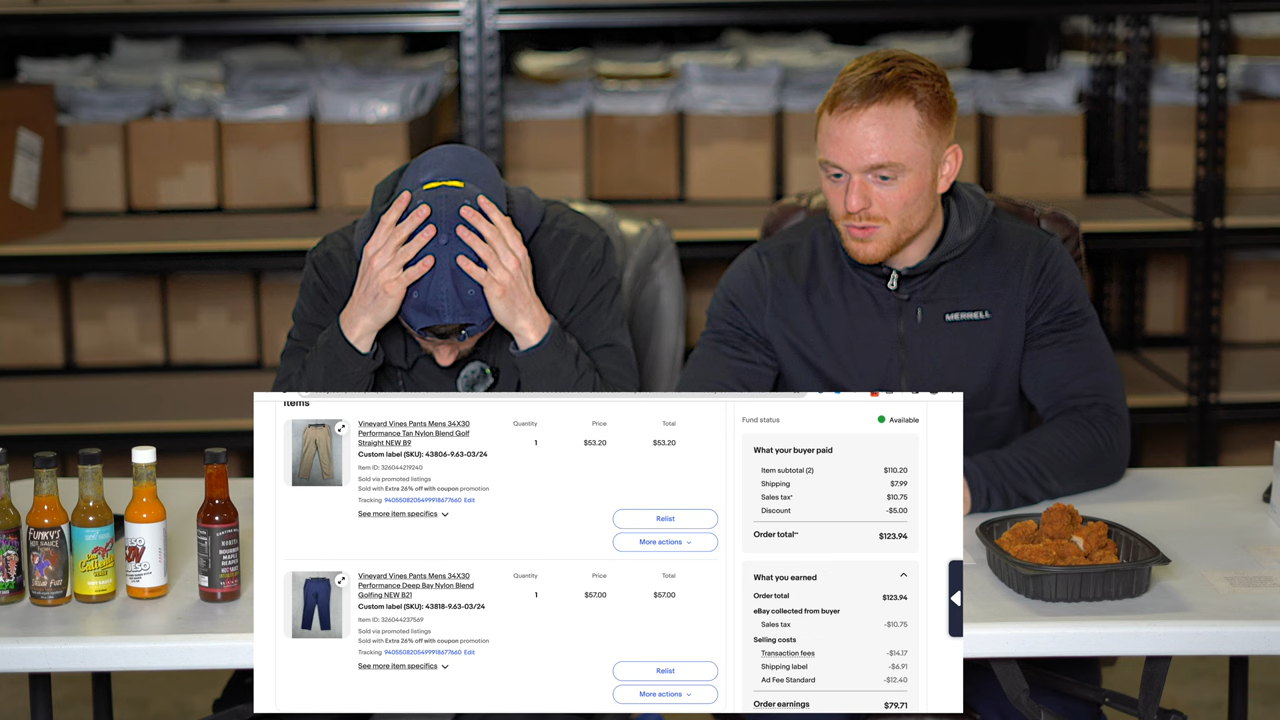 MERRELL
FUNKY'S
HOT SAUCE
Items
Quantity
Price
Total
Vineyard Vines Pants Mens 34X30
Performance Tan Nylon Blend Golf
Straight NEW B9
1
$53.20
$53.20
Custom label (SKU): 43806-9.63-03/24
Item ID: 326044219240
Sold via promoted listings
Sold with Extra 26% off with coupon promotion
Tracking 9405508205499918677660 Edit
See more item specifics
Relist
More actions
Quantity
Price
Total
Vineyard Vines Pants Mens 34X30
Performance Deep Bay Nylon Blend
Golfing NEW B21
1
$57.00
$57.00
Custom label (SKU): 43818-9.63-03/24
Item ID: 326044237569
Sold via promoted listings
Sold with Extra 26% off with coupon promotion
Tracking 9405508205499918677660 Edit
See more item specifics
Relist
More actions
Fund status
Available
What your buyer paid
Item subtotal (2) $110.20
Shipping $7.99
Sales tax* $10.75
Discount -$5.00
Order total** $123.94
What you earned
Order total $123.94
eBay collected from buyer
Sales tax -$10.75
Selling costs
Transaction fees -$14.17
Shipping label -$6.91
Ad Fee Standard -$12.40
Order earnings $79.71